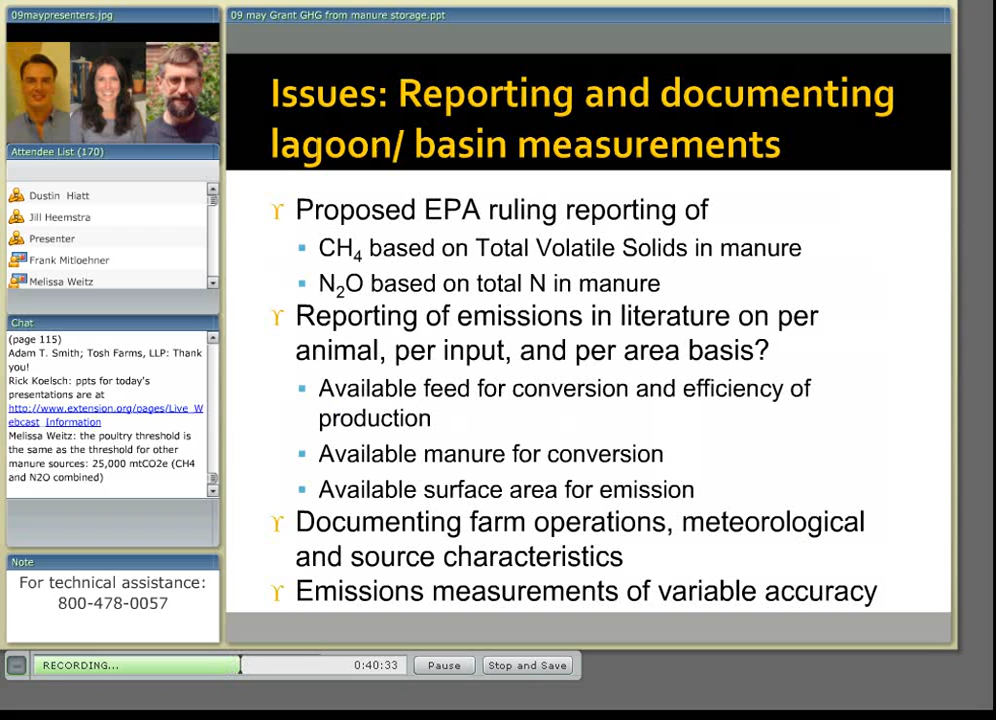 09maypresenters.jpg
Attendee List (170)
Dustin Hiatt
Jill Heemstra
Presenter
Frank Mitloehner
Melissa Weitz
Chat
(page 115)
Adam T. Smith; Tosh Farms, LLP: Thank
you!
Rick Koelsch: ppts for today's
presentations are at
http://www.extension.org/pages/Live_W
ebcast_Information
Melissa Weitz: the poultry threshold is
the same as the threshold for other
manure sources: 25,000 mtCO2e (CH4
and N2O combined)
Note
For technical assistance:
800-478-0057
09 may Grant GHG from manure storage.ppt
Issues: Reporting and documenting
lagoon/ basin measurements
Proposed EPA ruling reporting of
CH4 based on Total Volatile Solids in manure
N2O based on total N in manure
Reporting of emissions in literature on per
animal, per input, and per area basis?
Available feed for conversion and efficiency of
production
Available manure for conversion
Available surface area for emission
Documenting farm operations, meteorological
and source characteristics
Emissions measurements of variable accuracy
RECORDING...
0:40:33
Pause
Stop and Save